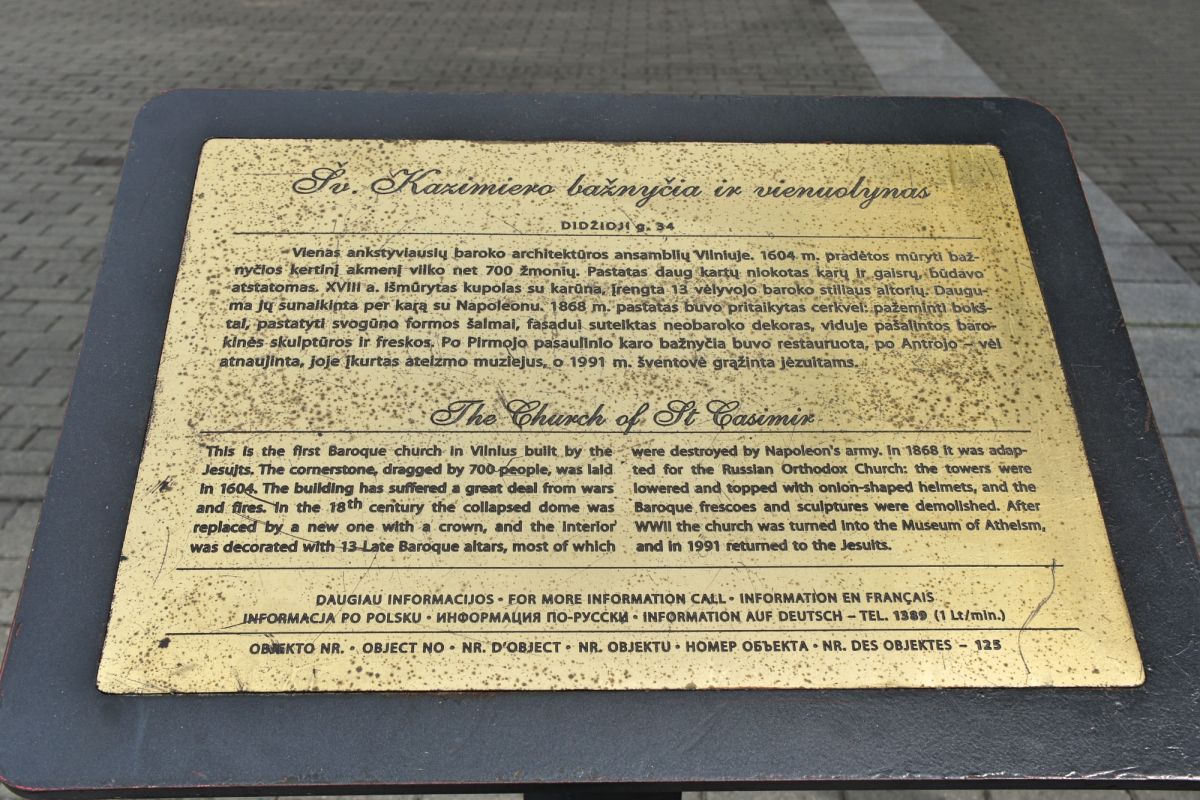 Šv. Kazimiero bažnyčia ir vienuolynas
DIDŽIOJI g. 34
Vienas ankstyviausių baroko architektūros ansamblių Vilniuje. 1604 m. pradėtos mūryti baž-
nyčios kertinį akmenį vilko net 700 žmonių. Pastatas daug kartų niokotas karų ir gaisrų, būdavo
atstatomas. XVIII a. išmūrytas kupolas su karūna, įrengta 13 vėlyvojo baroko stiliaus altorių. Daugu-
ma jų sunaikinta per karą su Napoleonu. 1868 m. pastatas buvo pritaikytas cerkvei: pažeminti bokš-
tai, pastatyti svogūno formos šalmai, fasadui suteiktas neobaroko dekoras, viduje pašalintos baro-
kinės skulptūros ir freskos. Po Pirmojo pasaulinio karo bažnyčia buvo restauruota, po Antrojo – vėl
atnaujinta, joje įkurtas ateizmo muziejus, o 1991 m. šventovė grąžinta jėzuitams.
The Church of St Casimir
This is the first Baroque church in Vilnius built by the
Jesuits. The cornerstone, dragged by 700 people, was laid
in 1604. The building has suffered a great deal from wars
and fires. In the 18th century the collapsed dome was
replaced by a new one with a crown, and the interior
was decorated with 13 Late Baroque altars, most of which
were destroyed by Napoleon's army. In 1868 it was adap-
ted for the Russian Orthodox Church: the towers were
lowered and topped with onion-shaped helmets, and the
Baroque frescoes and sculptures were demolished. After
WWII the church was turned into the Museum of Atheism,
and in 1991 returned to the Jesuits.
DAUGIAU INFORMACIJOS • FOR MORE INFORMATION CALL • INFORMATION EN FRANÇAIS
INFORMACJA PO POLSKU • ИНФОРМАЦИЯ ПО-РУССКИ • INFORMATION AUF DEUTSCH – TEL. 1389 (1 Lt/min.)
OBJEKTO NR. • OBJECT NO • NR. D'OBJECT • NR. OBJEKTU • НОМЕР ОБЪЕКТА • NR. DES OBJEKTES – 125